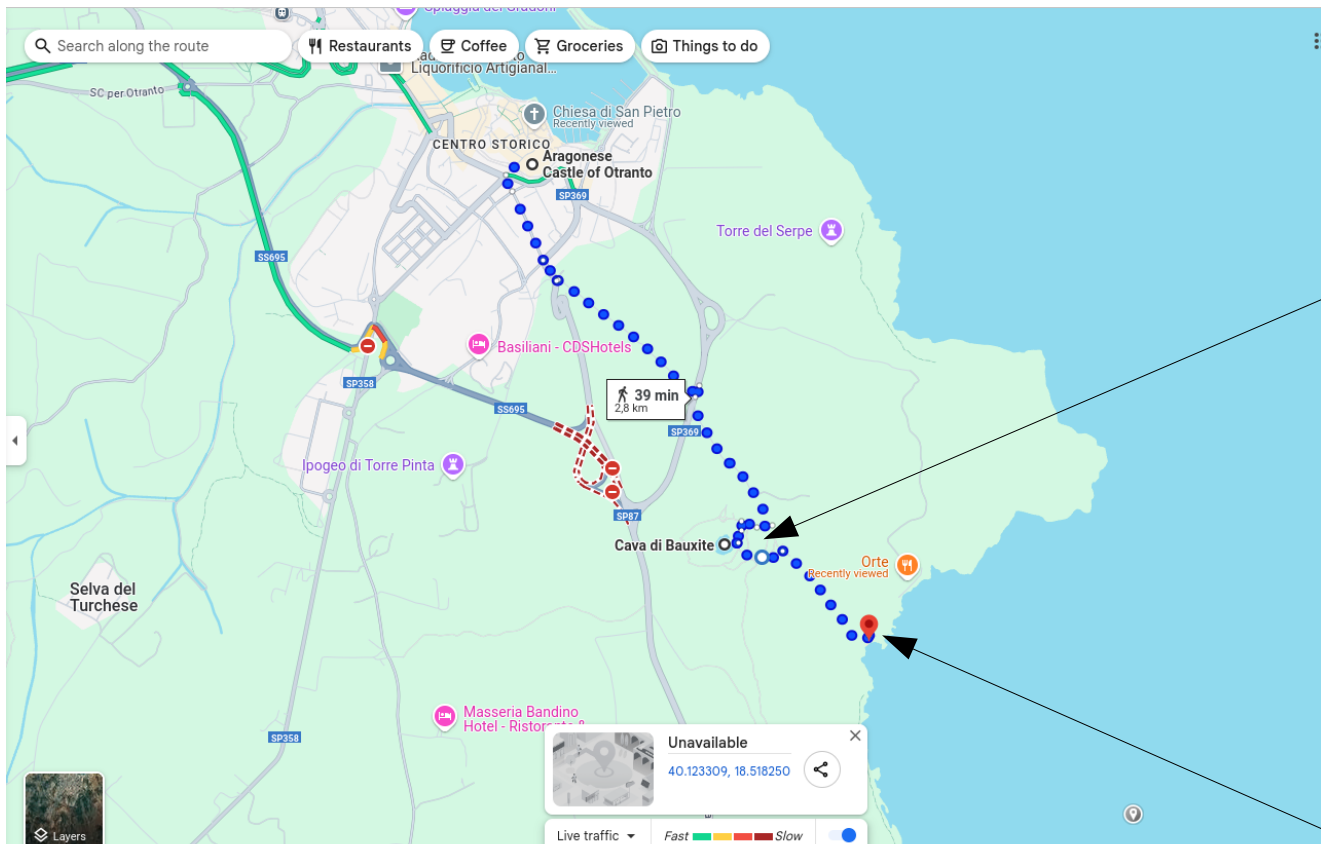 Spiaggia dei Gradoni
Search along the route
Restaurants
Coffee
Groceries
Things to do
Liquorificio Artigianal...
SC per Otranto
Chiesa di San Pietro
Recently viewed
CENTRO STORICO
Aragonese
Castle of Otranto
SP369
Torre del Serpe
SS695
Basiliani - CDSHotels
SP358
39 min
2,8 km
SS695
SP369
Ipogeo di Torre Pinta
SP87
Cava di Bauxite
Orte
Recently viewed
Selva del
Turchese
Masseria Bandino
Hotel - Ristorante &
SP358
Unavailable
40.123309, 18.518250
Layers
Live traffic
Fast
Slow